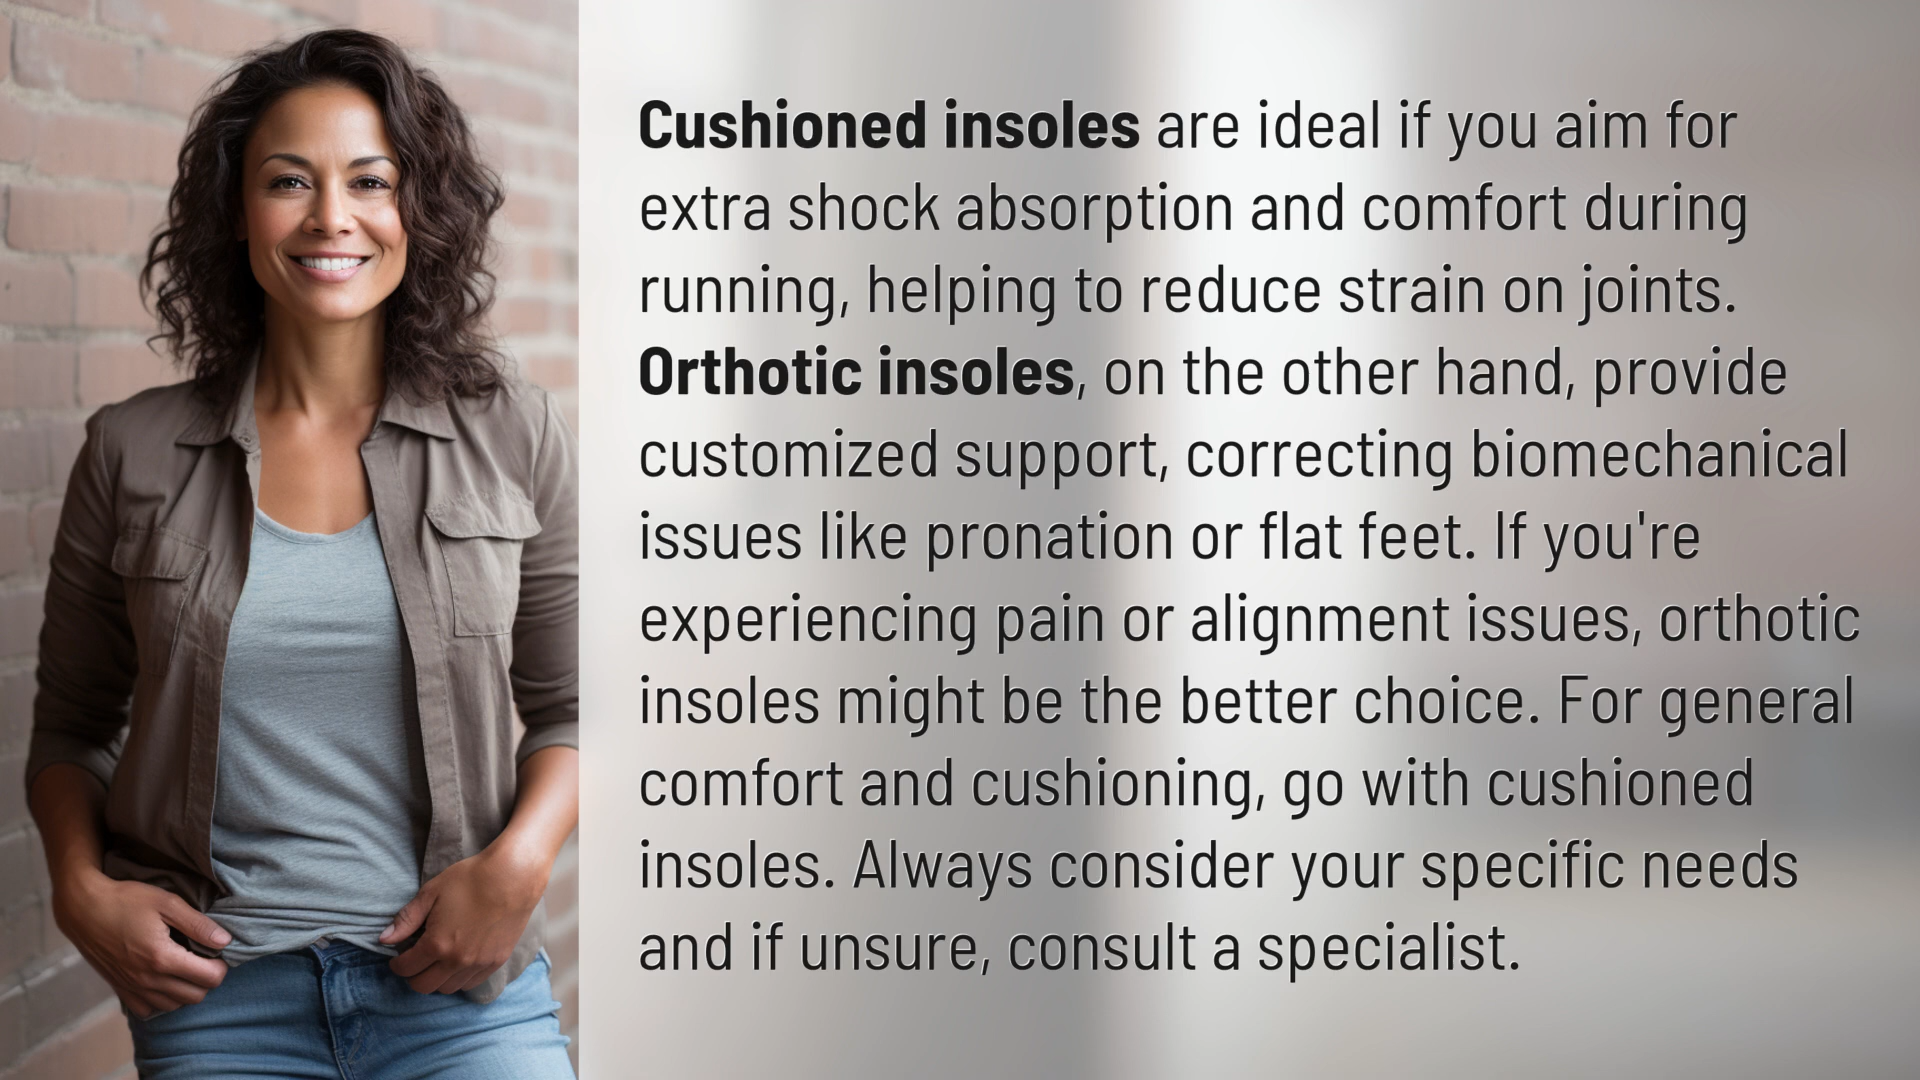 Cushioned insoles are ideal if you aim for
extra shock absorption and comfort during
running, helping to reduce strain on joints.
Orthotic insoles, on the other hand, provide
customized support, correcting biomechanical
issues like pronation or flat feet. If you're
experiencing pain or alignment issues, orthotic
insoles might be the better choice. For general
comfort and cushioning, go with cushioned
insoles. Always consider your specific needs
and if unsure, consult a specialist.